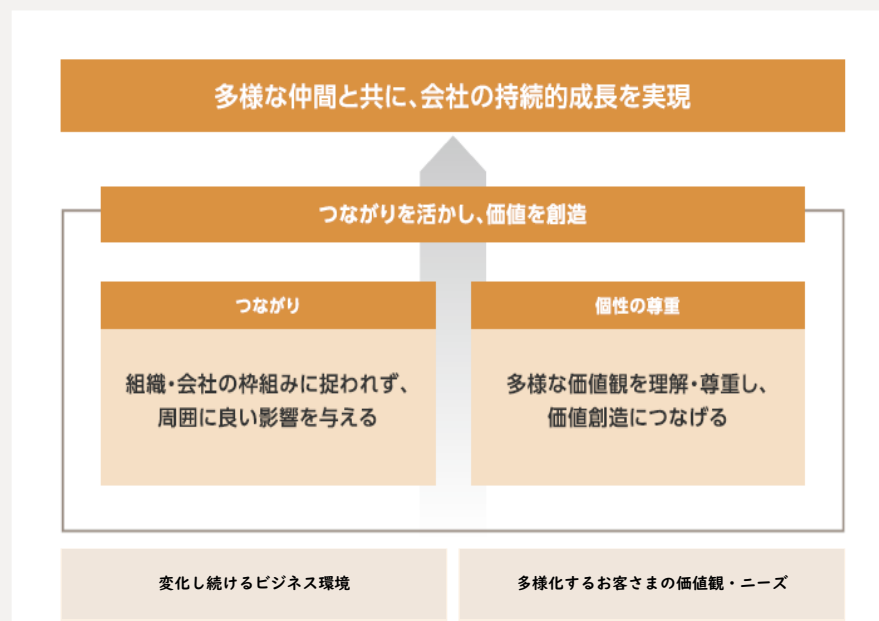 多様な仲間と共に、会社の持続的成長を実現
つながりを活かし、価値を創造
つながり
組織・会社の枠組みに捉われず、
周囲に良い影響を与える
個性の尊重
多様な価値観を理解・尊重し、
価値創造につなげる
変化し続けるビジネス環境
多様化するお客さまの価値観・ニーズ